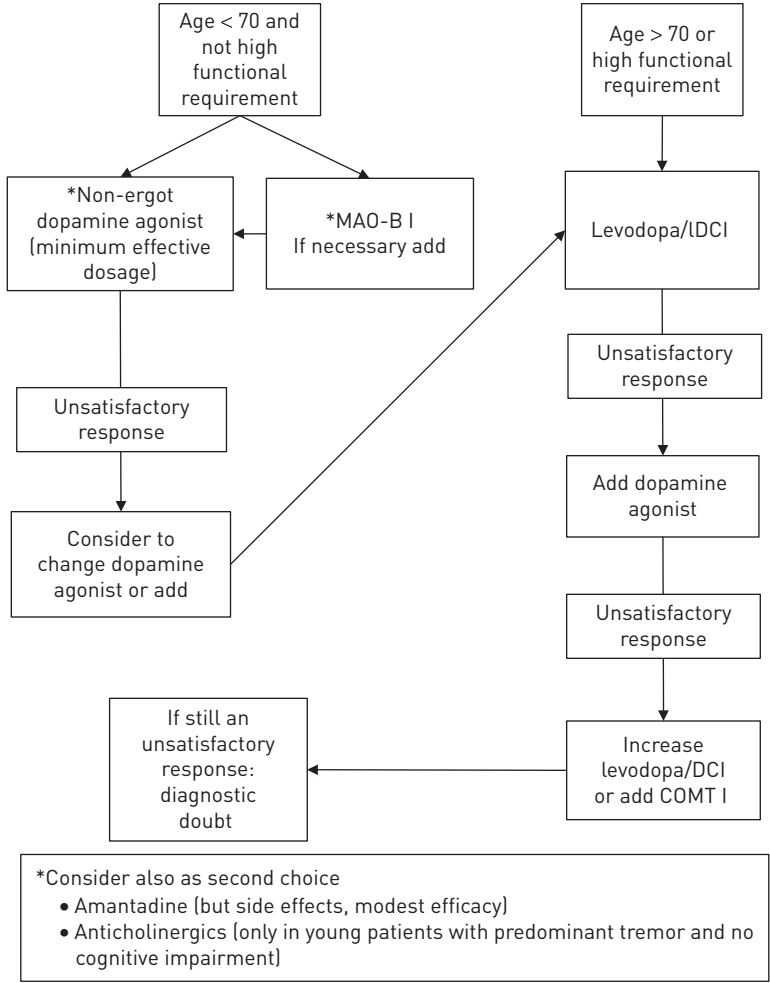 Age < 70 and
not high
functional
requirement
Age > 70 or
high functional
requirement
*Non-ergot
dopamine agonist
(minimum effective
dosage)
*MAO-B I
If necessary add
Levodopa/lDCI
Unsatisfactory
response
Unsatisfactory
response
Add dopamine
agonist
Consider to
change dopamine
agonist or add
Unsatisfactory
response
If still an
unsatisfactory
response:
diagnostic
doubt
Increase
levodopa/DCI
or add COMT I
*Consider also as second choice
• Amantadine (but side effects, modest efficacy)
• Anticholinergics (only in young patients with predominant tremor and no
cognitive impairment)